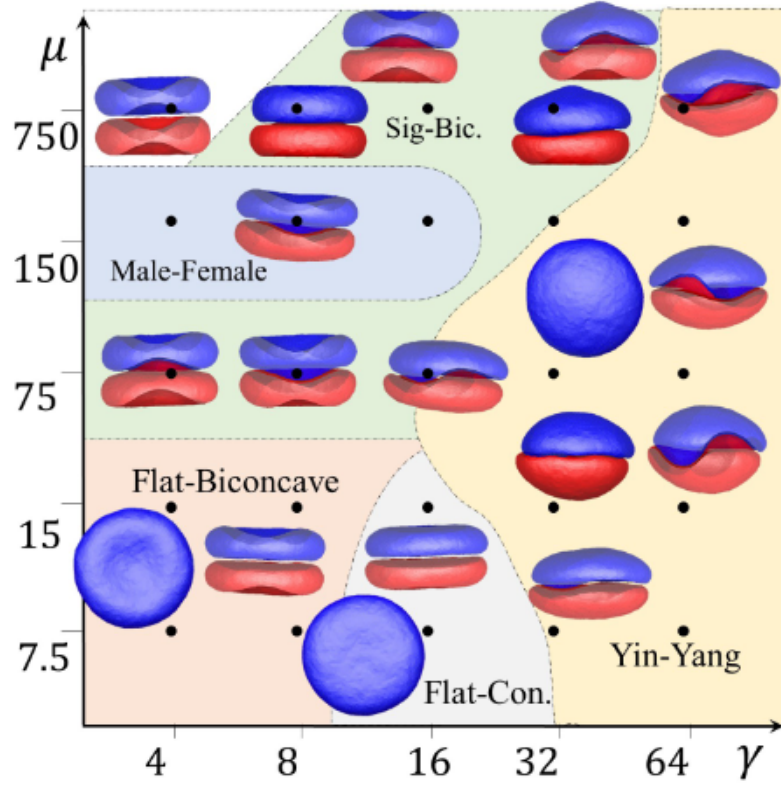 μ
750
Sig-Bic.
150
Male-Female
75
Flat-Biconcave
15
7.5
Yin-Yang
Flat-Con.
4 8 16 32 64 γ